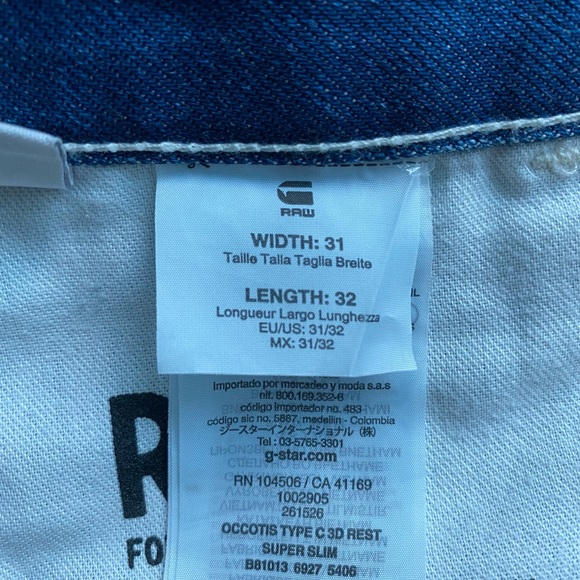 RAW
WIDTH: 31
Taille Talla Taglia Breite
LENGTH: 32
Longueur Largo Lunghezza
EU/US: 31/32
MX: 31/32
Importado por mercadeo y moda s.a.s
nit. 800.169.352-6
código importador no. 483
código sic no. 5887, medellin - Colombia
ジースターインターナショナル (株)
Tel : 03-5765-3301
g-star.com
RN 104506 / CA 41169
1002905
261526
OCCOTIS TYPE C 3D REST.
SUPER SLIM
B81013 6927 5406
R
FO